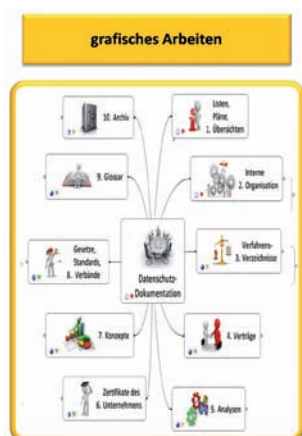 grafisches Arbeiten
10. Archiv
Listen,
Pläne,
1. Übersichten
9. Glossar
Interne
2. Organisation
Gesetze,
Standards,
8. Verbände
Datenschutz-
Dokumentation
Verfahrens-
3. Verzeichnisse
7. Konzepte
4. Verträge
Zertifikate des
6. Unternehmens
5. Analysen